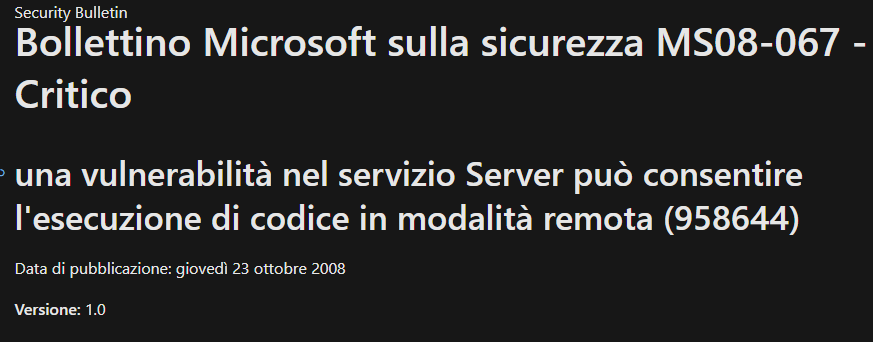 Security Bulletin
Bollettino Microsoft sulla sicurezza MS08-067 -
Critico
una vulnerabilità nel servizio Server può consentire
l'esecuzione di codice in modalità remota (958644)
Data di pubblicazione: giovedì 23 ottobre 2008
Versione: 1.0